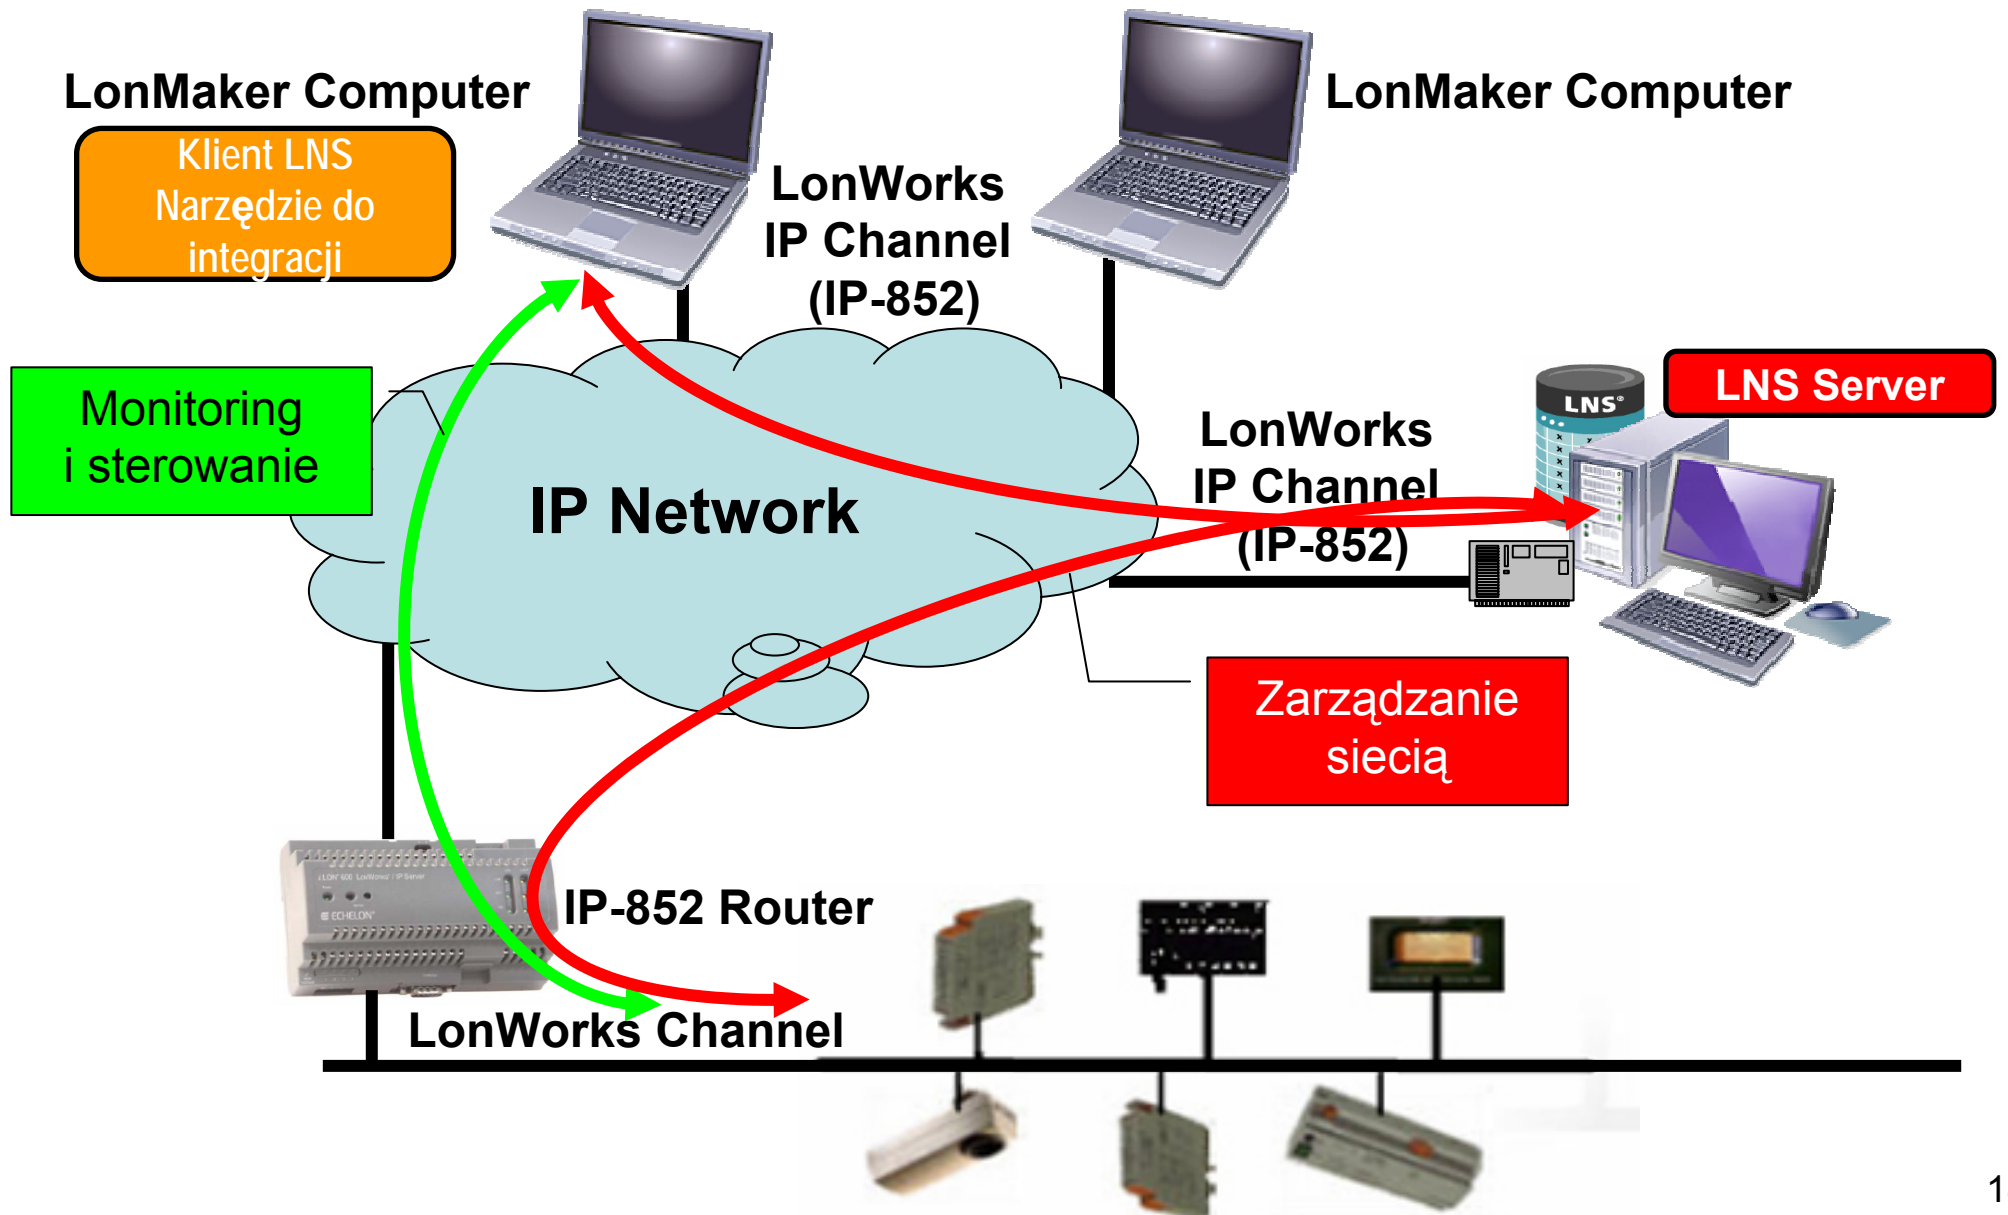 LonMaker Computer
LonMaker Computer
Klient LNS
Narzędzie do
integracji
LonWorks
IP Channel
(IP-852)
Monitoring
i sterowanie
IP Network
LNS Server
LNS®
LonWorks
IP Channel
(IP-852)
Zarządzanie
siecią
ECHELON
IP-852 Router
LonWorks Channel
1